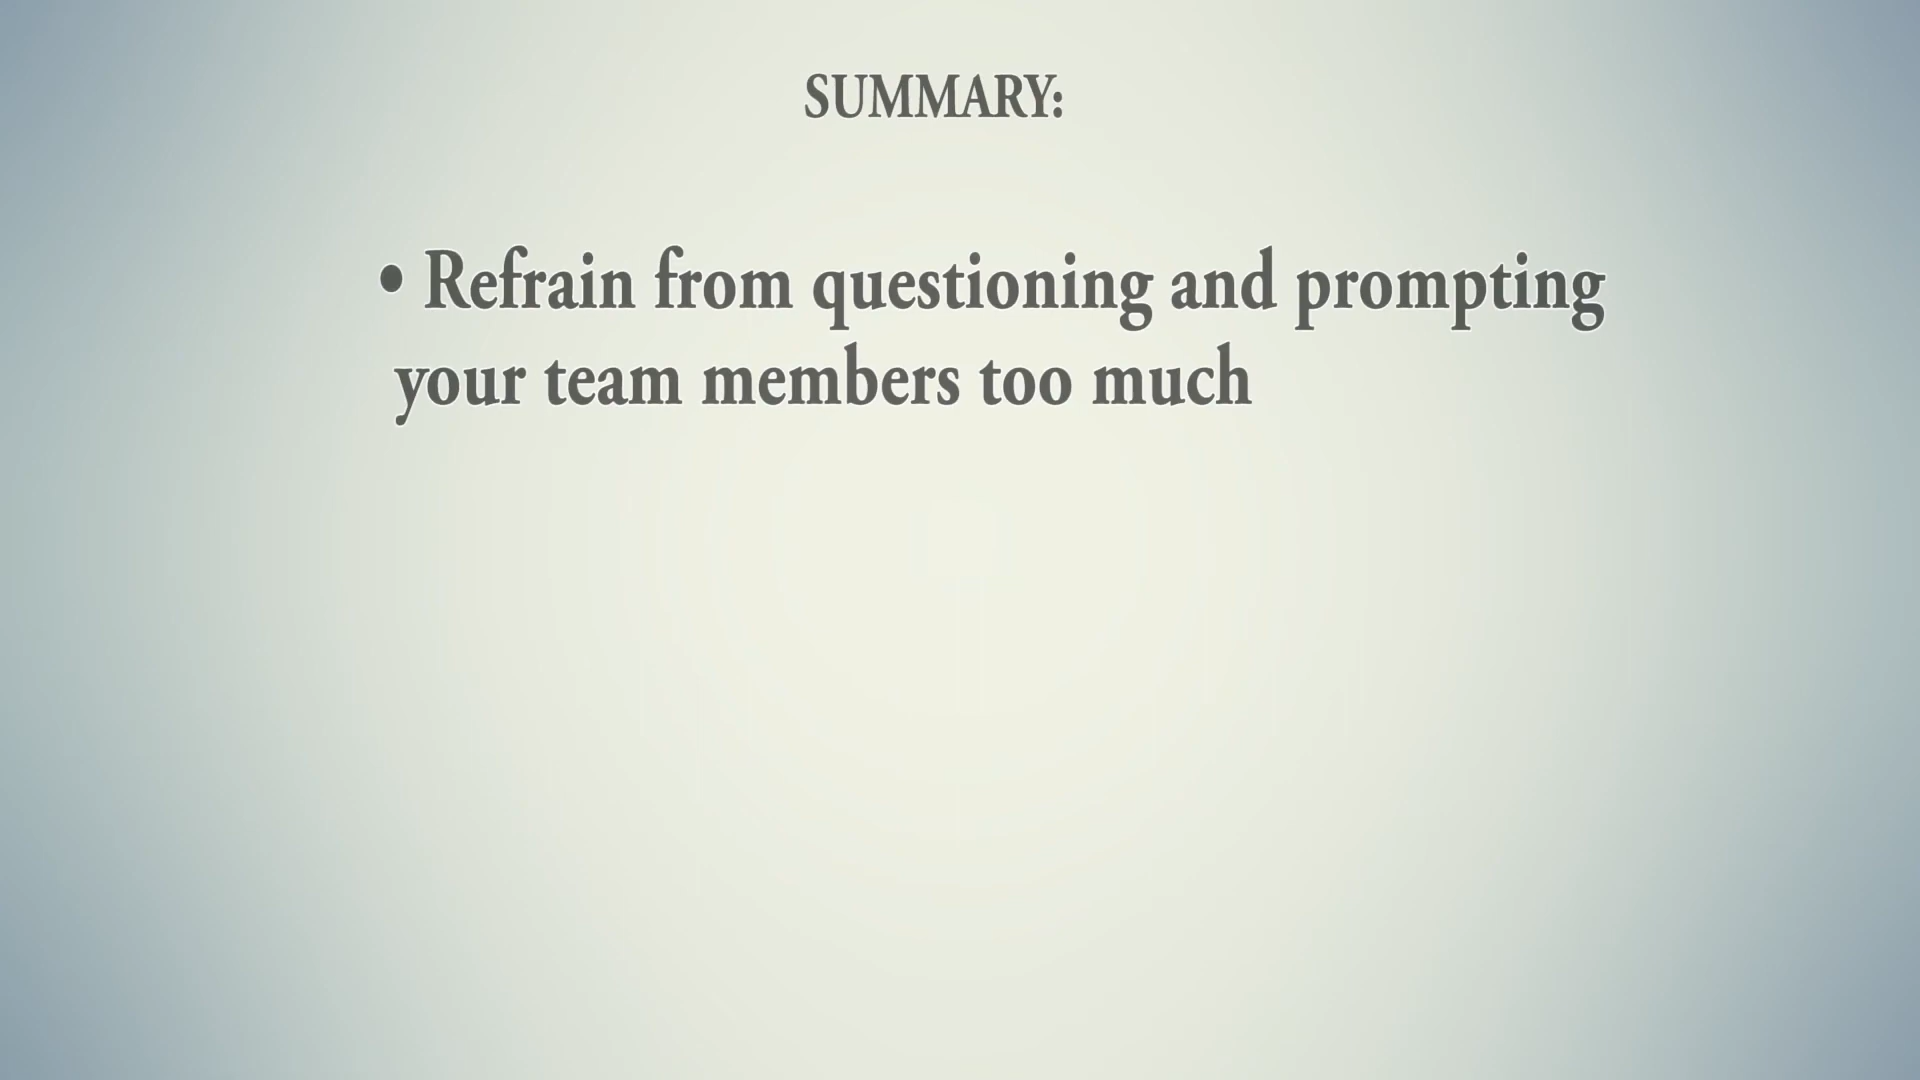 SUMMARY:
• Refrain from questioning and prompting
your team members too much